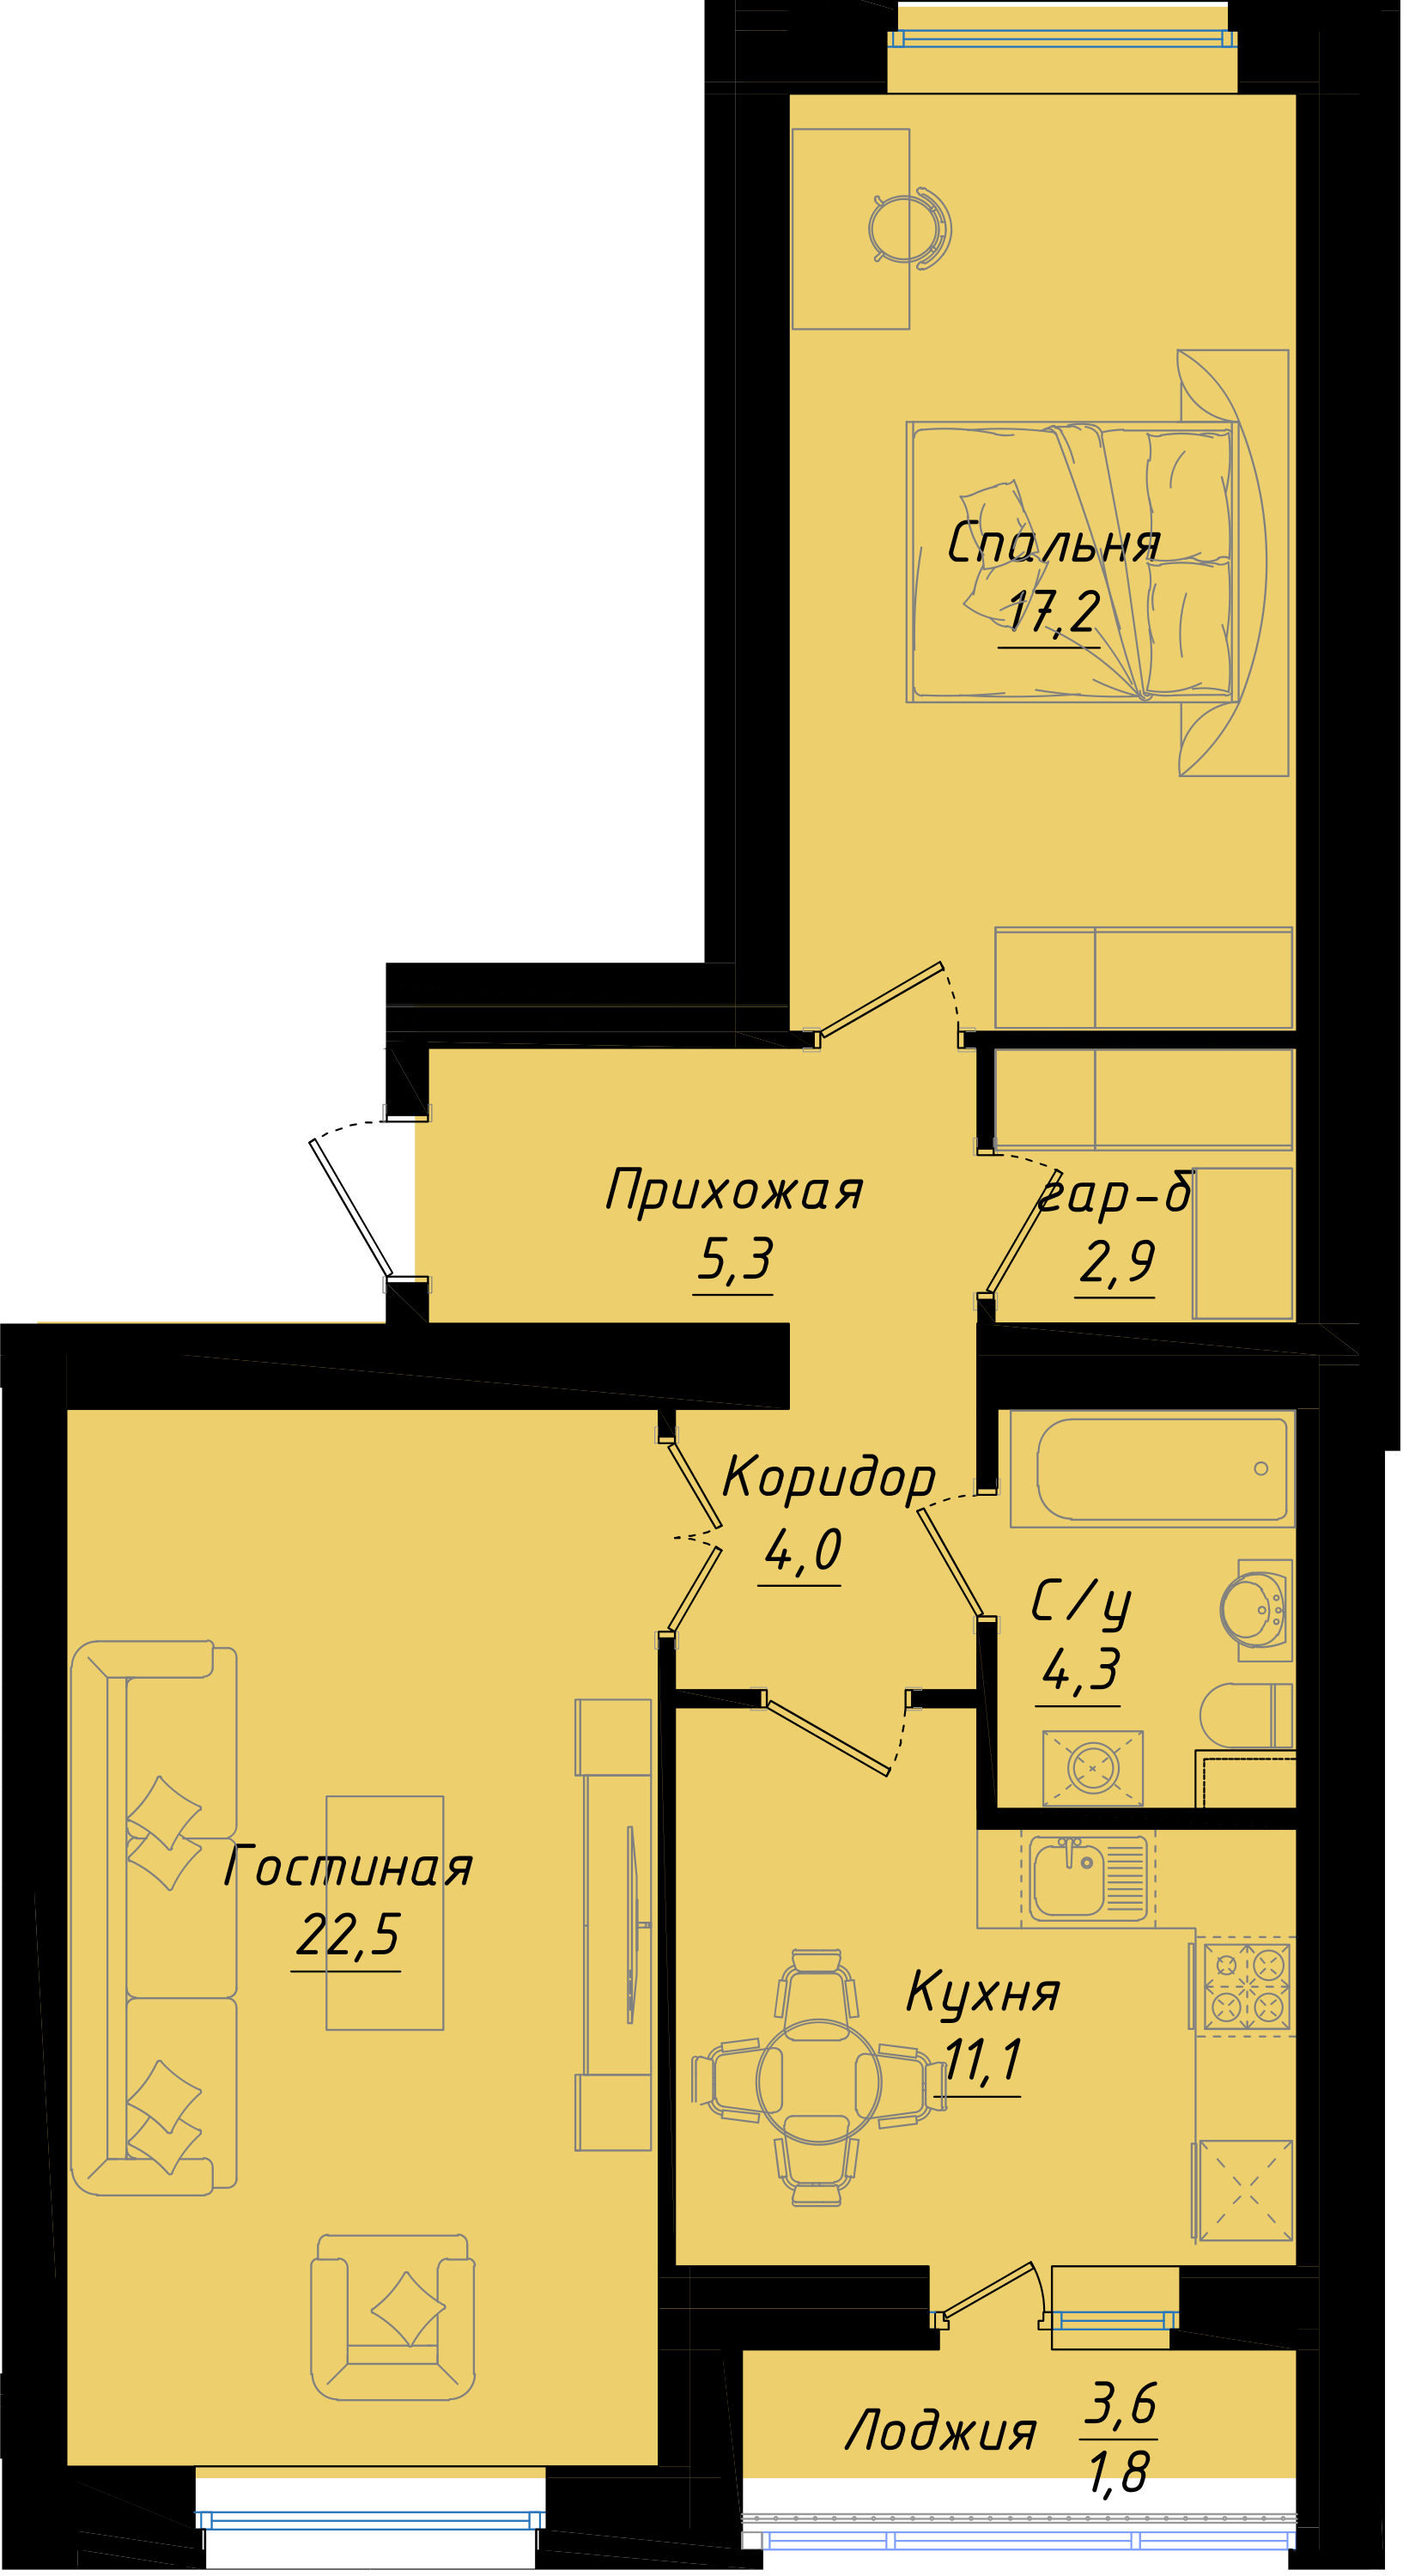 Спальня
17,2
Прихожая
5,3
гар-б
2,9
Коридор
4,0
С/у
4,3
Гостиная
22,5
Кухня
11,1
Лоджия
3,6
1,8